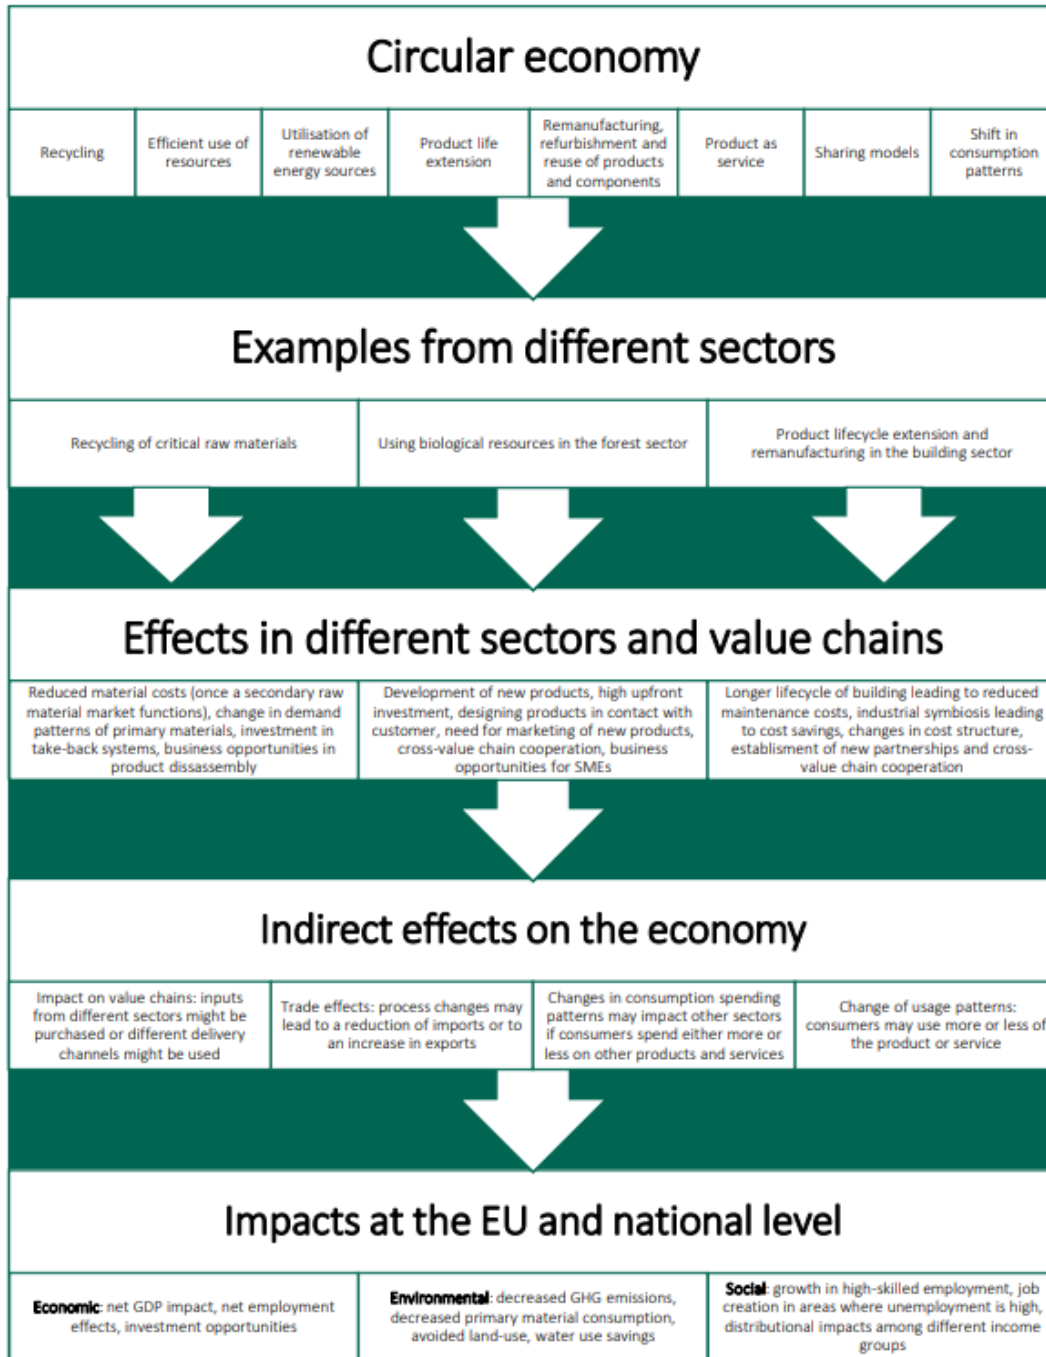 Circular economy
Recycling
Efficient use of
resources
Utilisation of
renewable
energy sources
Product life
extension
Remanufacturing,
refurbishment and
reuse of products
and components
Product as
service
Sharing models
Shift in
consumption
patterns
Examples from different sectors
Recycling of critical raw materials
Using biological resources in the forest sector
Product lifecycle extension and
remanufacturing in the building sector
Effects in different sectors and value chains
Reduced material costs (once a secondary raw
material market functions), change in demand
patterns of primary materials, investment in
take-back systems, business opportunities in
product dissassembly
Development of new products, high upfront
investment, designing products in contact with
customer, need for marketing of new products,
cross-value chain cooperation, business
opportunities for SMEs
Longer lifecycle of building leading to reduced
maintenance costs, industrial symbiosis leading
to cost savings, changes in cost structure,
establisment of new partnerships and cross-
value chain cooperation
Indirect effects on the economy
Impact on value chains: inputs
from different sectors might be
purchased or different delivery
channels might be used
Trade effects: process changes may
lead to a reduction of imports or to
an increase in exports
Changes in consumption spending
patterns may impact other sectors
if consumers spend either more or
less on other products and services
Change of usage patterns:
consumers may use more or less of
the product or service
Impacts at the EU and national level
Economic: net GDP impact, net employment
effects, investment opportunities
Environmental: decreased GHG emissions,
decreased primary material consumption,
avoided land-use, water use savings
Social: growth in high-skilled employment, job
creation in areas where unemployment is high,
distributional impacts among different income
groups